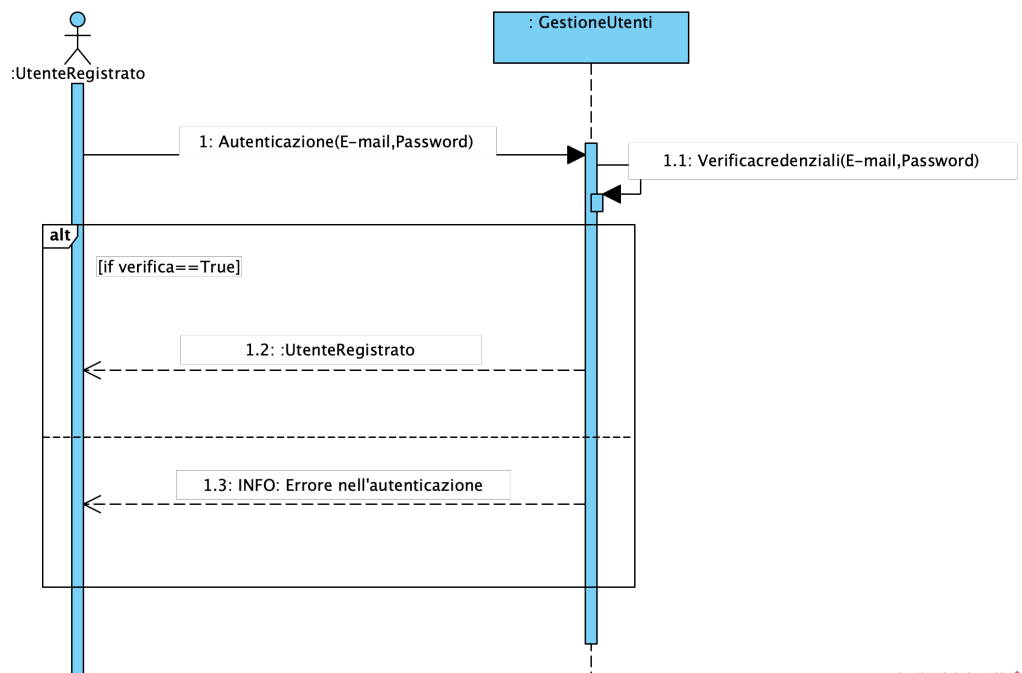 : GestioneUtenti
:UtenteRegistrato
1: Autenticazione(E-mail,Password)
1.1: Verificacredenziali(E-mail,Password)
alt
[if verifica==True]
1.2: :UtenteRegistrato
1.3: INFO: Errore nell'autenticazione